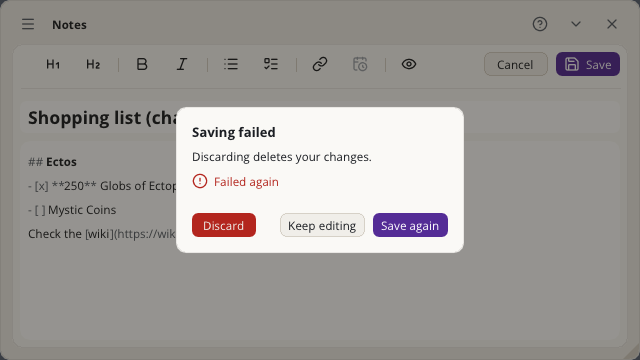 Notes
H1 H2 B I Cancel Save
Shopping list (cha
## Ectos
- [x] **250** Globs of Ectop
- [ ] Mystic Coins
Check the [wiki](https://wik
Saving failed
Discarding deletes your changes.
Failed again
Discard Keep editing Save again